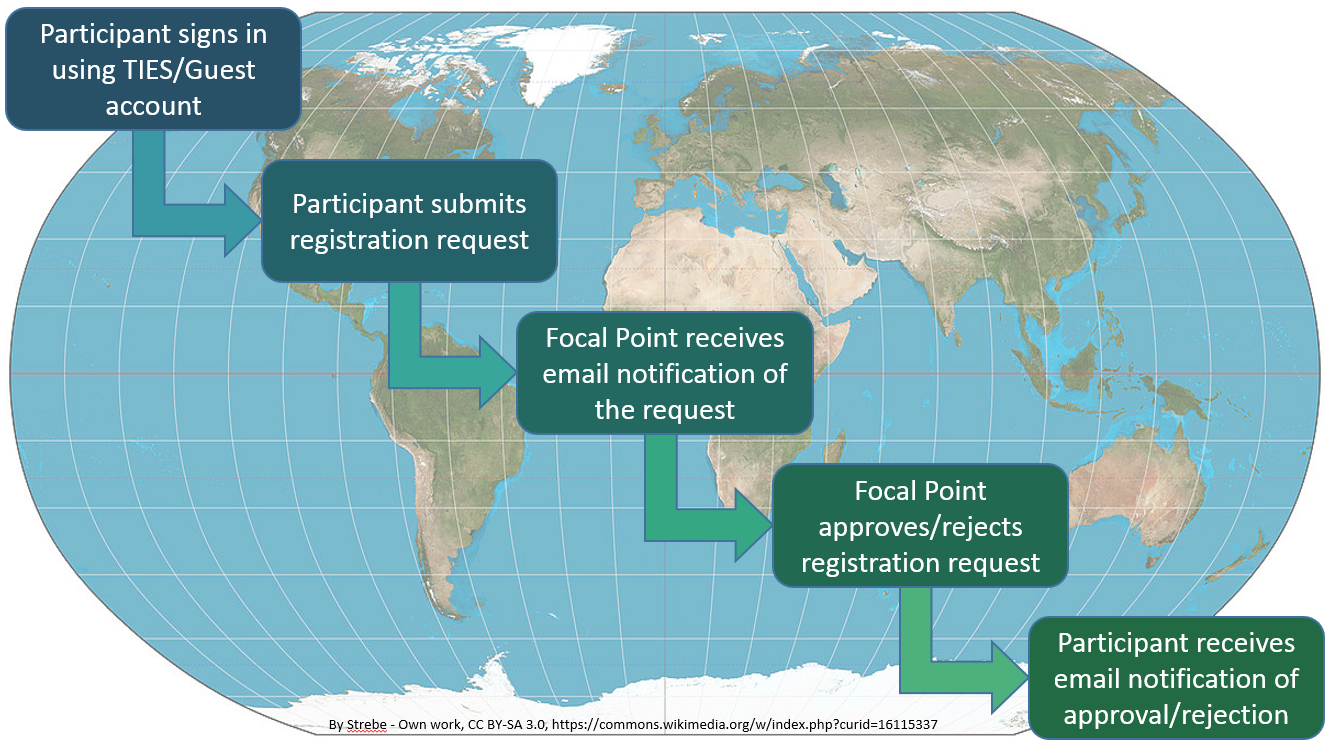 Participant signs in
using TIES/Guest
account
Participant submits
registration request
Focal Point receives
email notification of
the request
Focal Point
approves/rejects
registration request
Participant receives
email notification of
approval/rejection
By Strebe - Own work, CC BY-SA 3.0, https://commons.wikimedia.org/w/index.php?curid=16115337